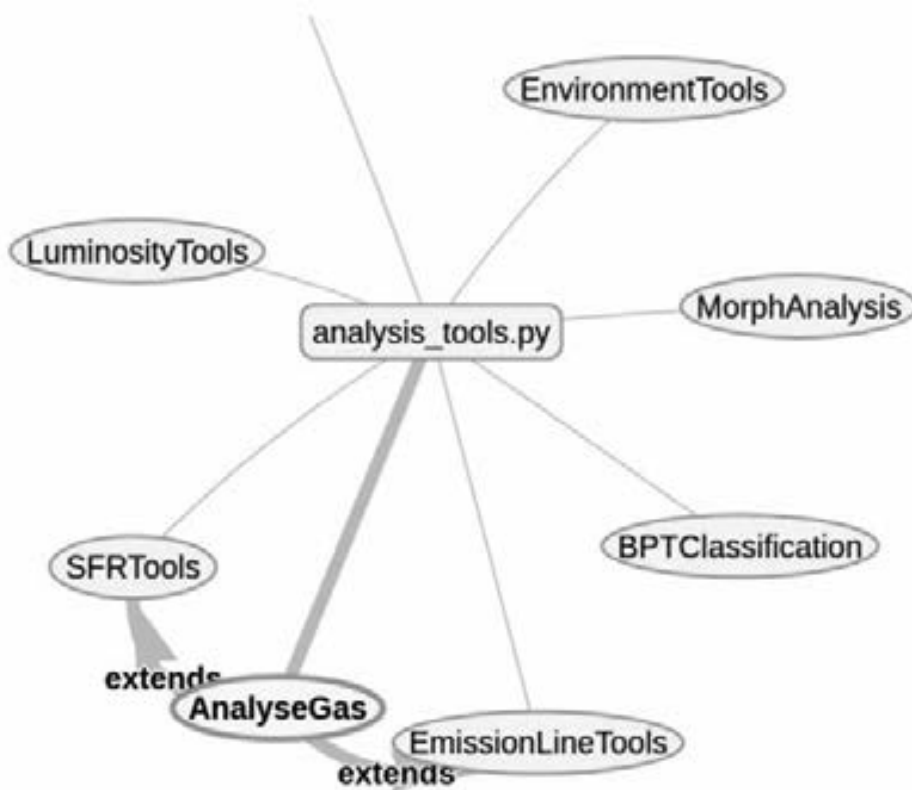 EnvironmentTools
LuminosityTools
MorphAnalysis
analysis_tools.py
BPTClassification
SFRTools
extends
AnalyseGas
EmissionLineTools
extends